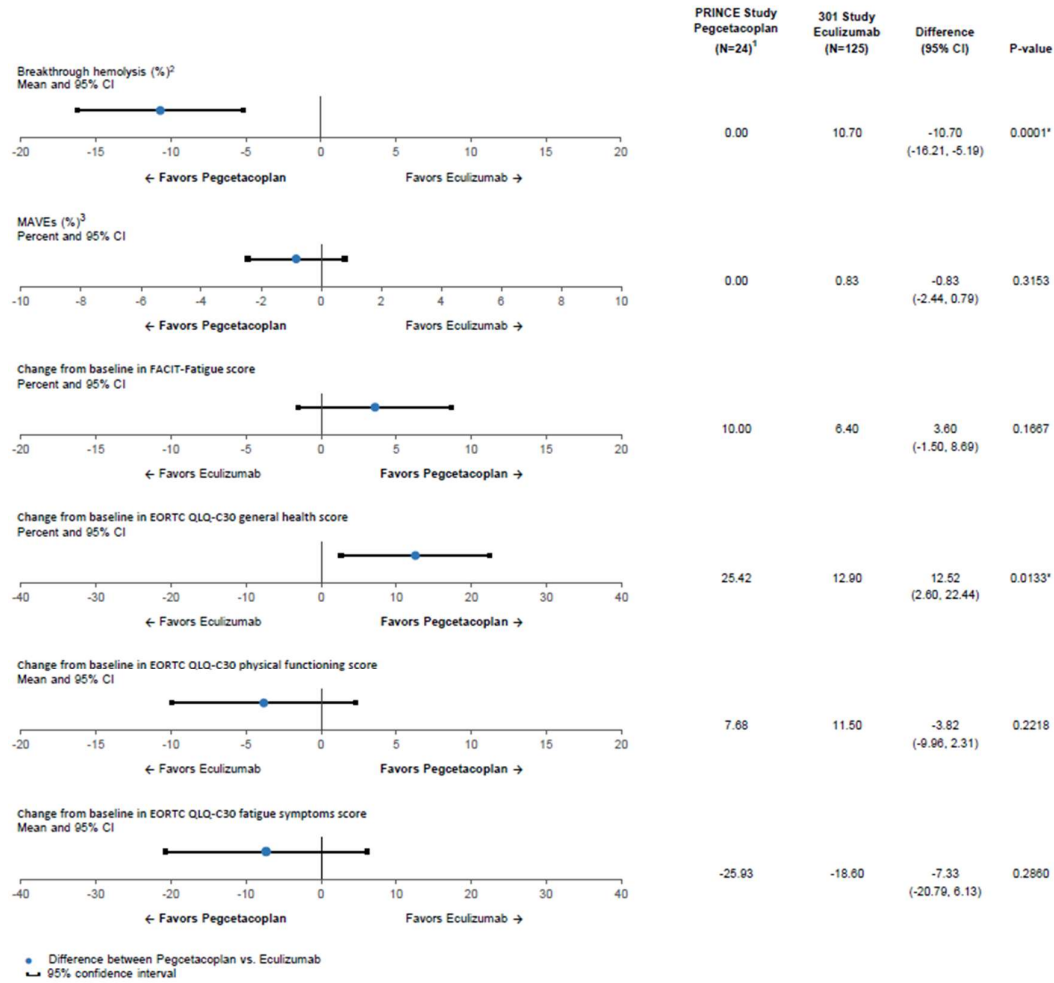 PRINCE Study
Pegcetacoplan
(N=24)1
301 Study
Eculizumab
(N=125)
Difference
(95% CI)
P-value
Breakthrough hemolysis (%)2
Mean and 95% CI
-20 -15 -10 -5 0 5 10 15 20
← Favors Pegcetacoplan Favors Eculizumab →
0.00 10.70 -10.70 0.0001*
(-16.21, -5.19)
MAVEs (%)3
Percent and 95% CI
-10 -8 -6 -4 -2 0 2 4 6 8 10
← Favors Pegcetacoplan Favors Eculizumab →
0.00 0.83 -0.83 0.3153
(-2.44, 0.79)
Change from baseline in FACIT-Fatigue score
Percent and 95% CI
-20 -15 -10 -5 0 5 10 15 20
← Favors Eculizumab Favors Pegcetacoplan →
10.00 6.40 3.60 0.1667
(-1.50, 8.69)
Change from baseline in EORTC QLQ-C30 general health score
Percent and 95% CI
-40 -30 -20 -10 0 10 20 30 40
← Favors Eculizumab Favors Pegcetacoplan →
25.42 12.90 12.52 0.0133*
(2.60, 22.44)
Change from baseline in EORTC QLQ-C30 physical functioning score
Mean and 95% CI
-20 -15 -10 -5 0 5 10 15 20
← Favors Eculizumab Favors Pegcetacoplan →
7.68 11.50 -3.82 0.2218
(-9.96, 2.31)
Change from baseline in EORTC QLQ-C30 fatigue symptoms score
Mean and 95% CI
-40 -30 -20 -10 0 10 20 30 40
← Favors Pegcetacoplan Favors Eculizumab →
-25.93 -18.60 -7.33 0.2860
(-20.79, 6.13)
Difference between Pegcetacoplan vs. Eculizumab
95% confidence interval